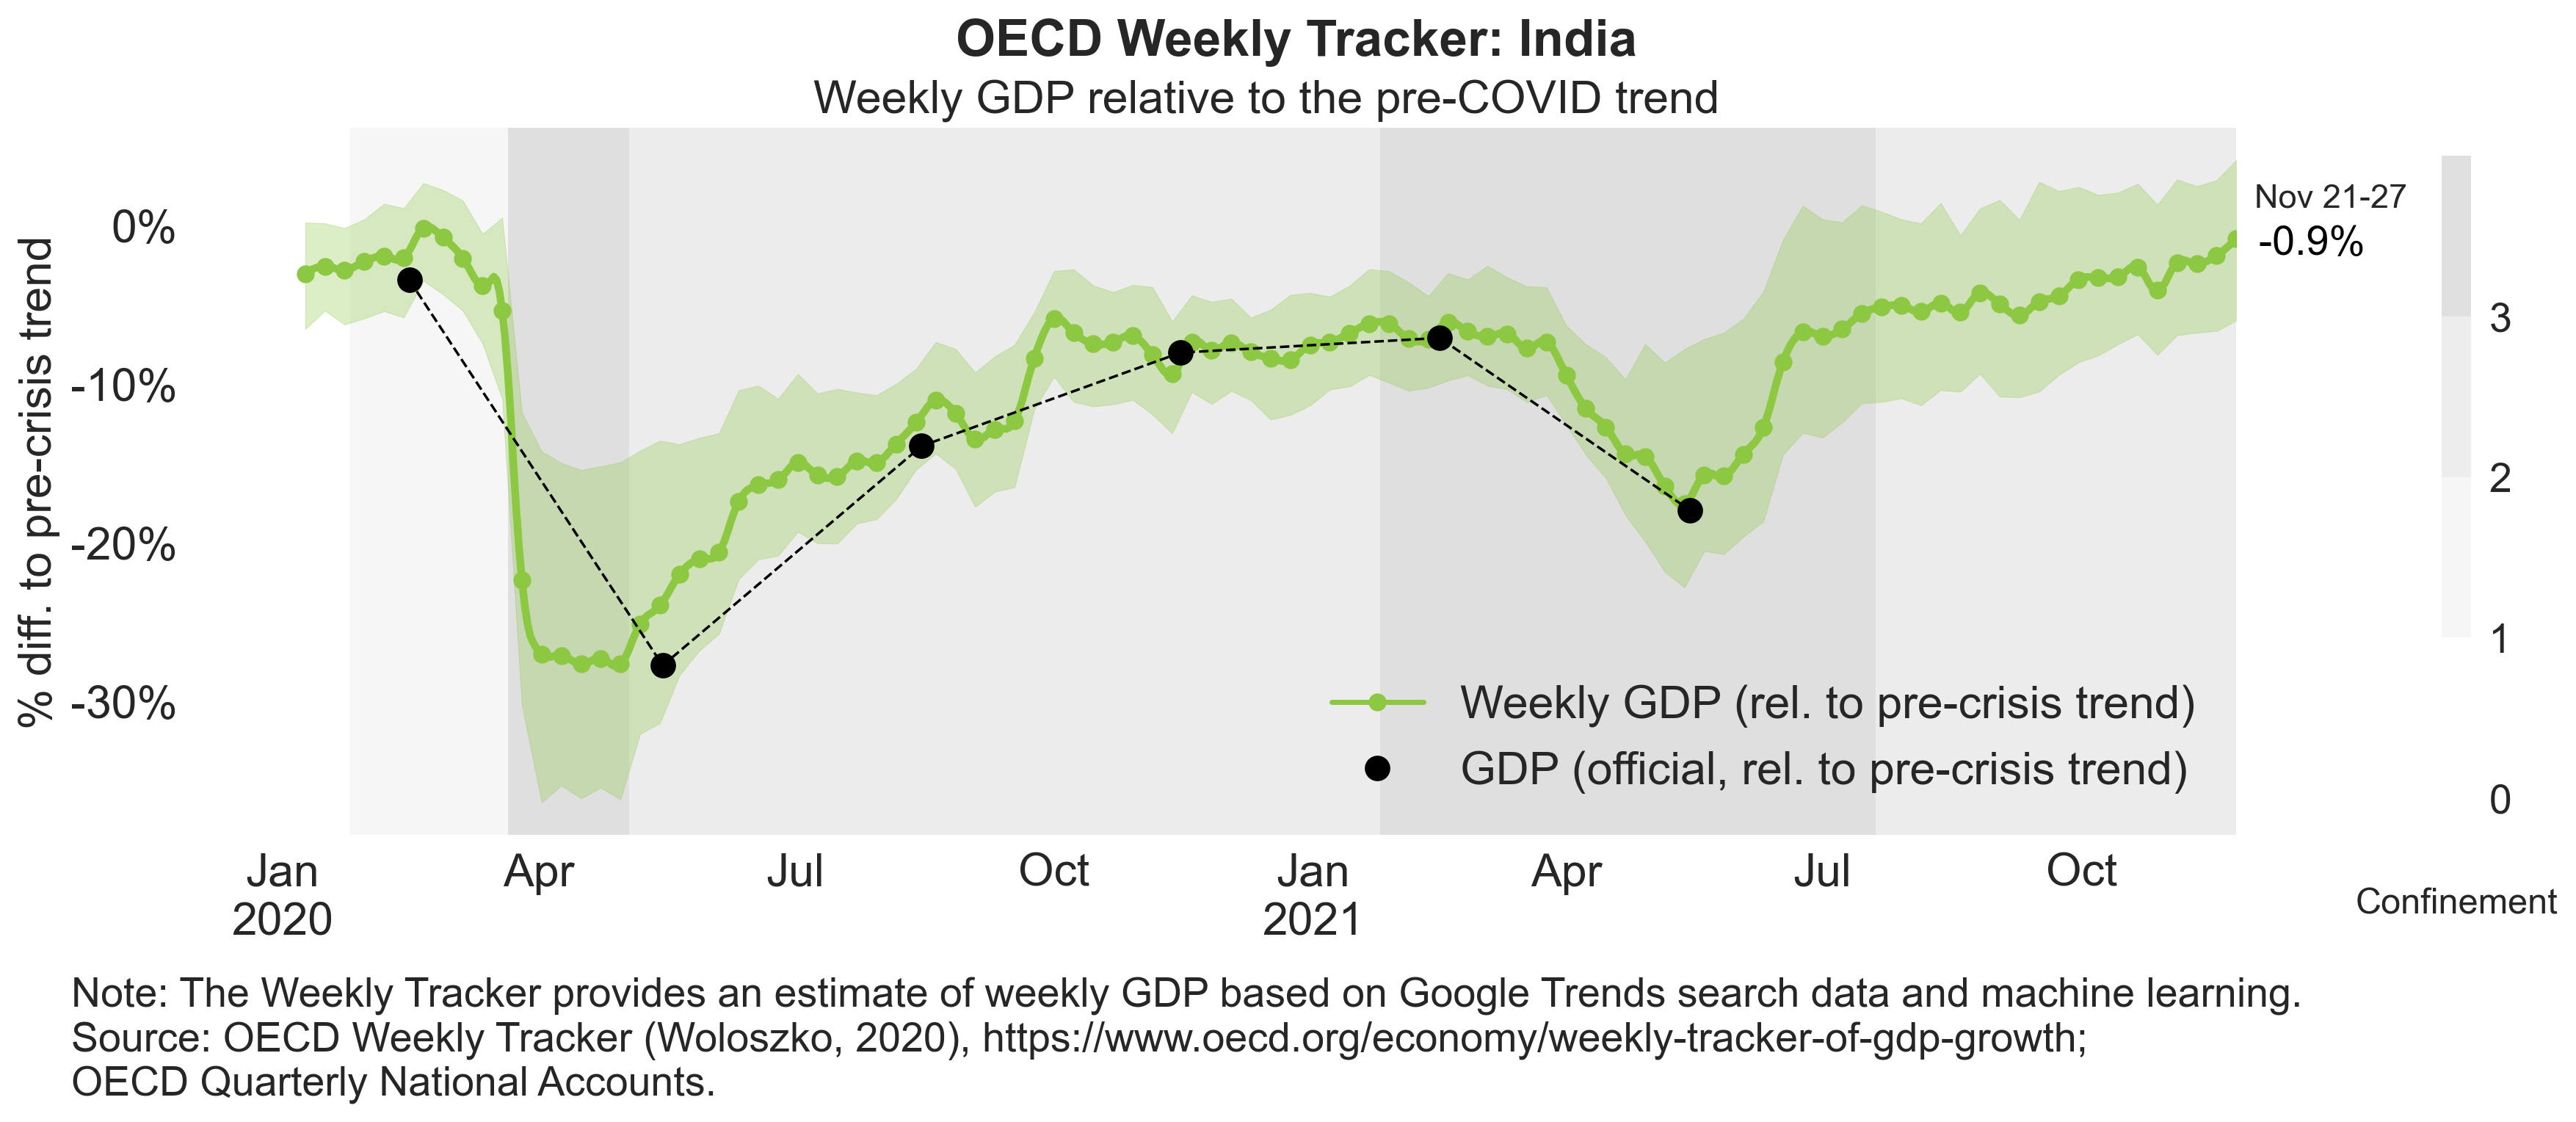 OECD Weekly Tracker: India
Weekly GDP relative to the pre-COVID trend
% diff. to pre-crisis trend
0%
-10%
-20%
-30%
Nov 21-27
-0.9%
3
2
1
0
Confinement
Weekly GDP (rel. to pre-crisis trend)
GDP (official, rel. to pre-crisis trend)
Jan Apr Jul Oct Jan Apr Jul Oct
2020 2021
Note: The Weekly Tracker provides an estimate of weekly GDP based on Google Trends search data and machine learning.
Source: OECD Weekly Tracker (Woloszko, 2020), https://www.oecd.org/economy/weekly-tracker-of-gdp-growth;
OECD Quarterly National Accounts.